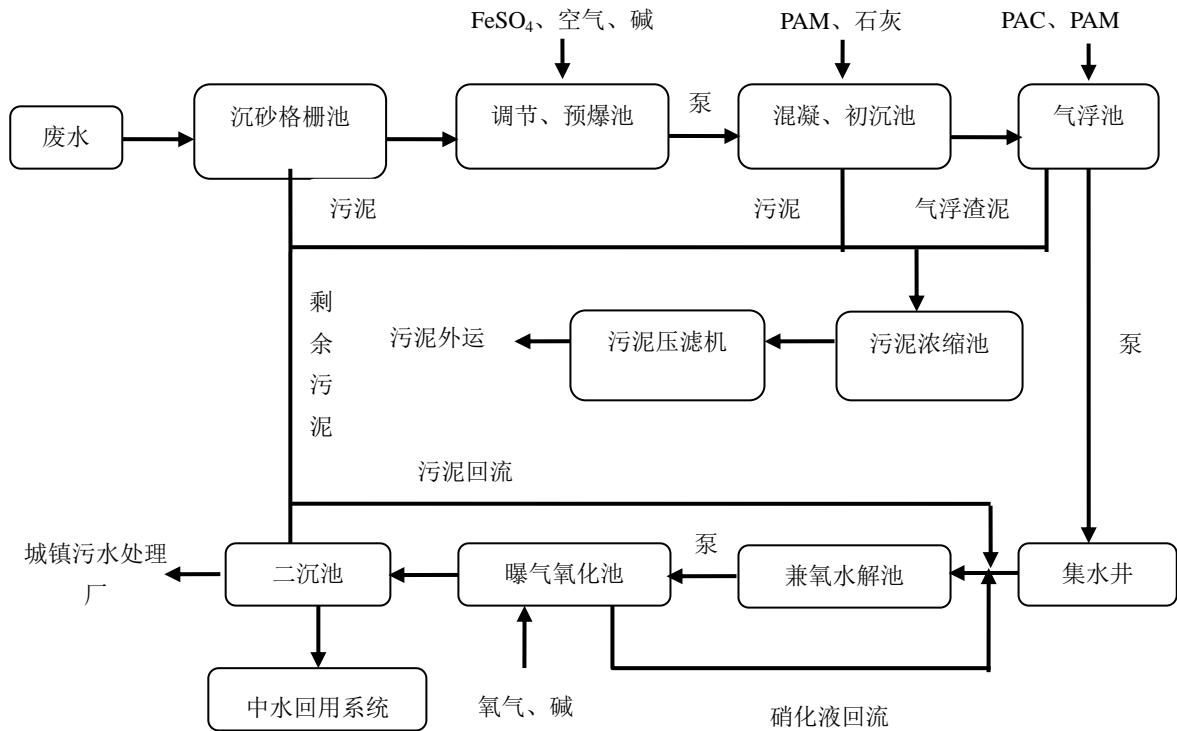 FeSO₄、空气、碱
PAM、石灰
PAC、PAM
废水
沉砂格栅池
调节、预爆池
泵
混凝、初沉池
气浮池
污泥
污泥
气浮渣泥
剩
余
污
泥
污泥外运
污泥压滤机
污泥浓缩池
泵
污泥回流
城镇污水处理
厂
二沉池
曝气氧化池
泵
兼氧水解池
集水井
中水回用系统
氧气、碱
硝化液回流